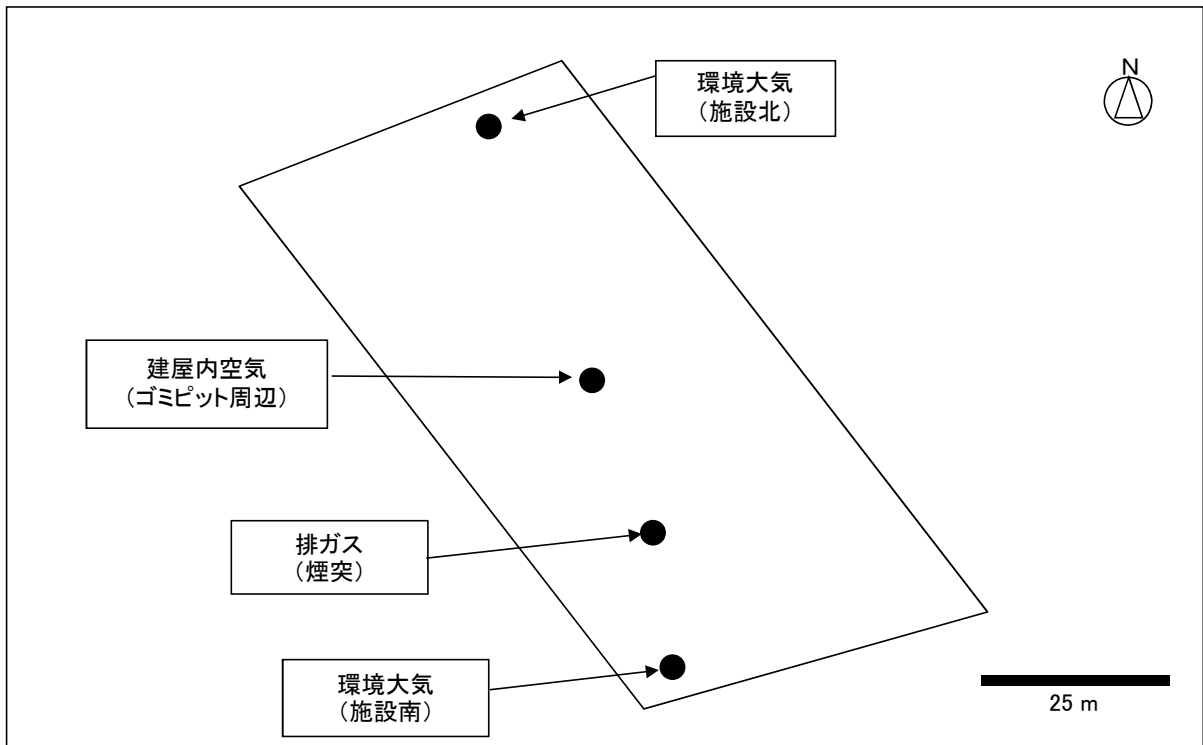 N
環境大気
(施設北)
建屋内空気
(ゴミピット周辺)
排ガス
(煙突)
環境大気
(施設南)
25 m